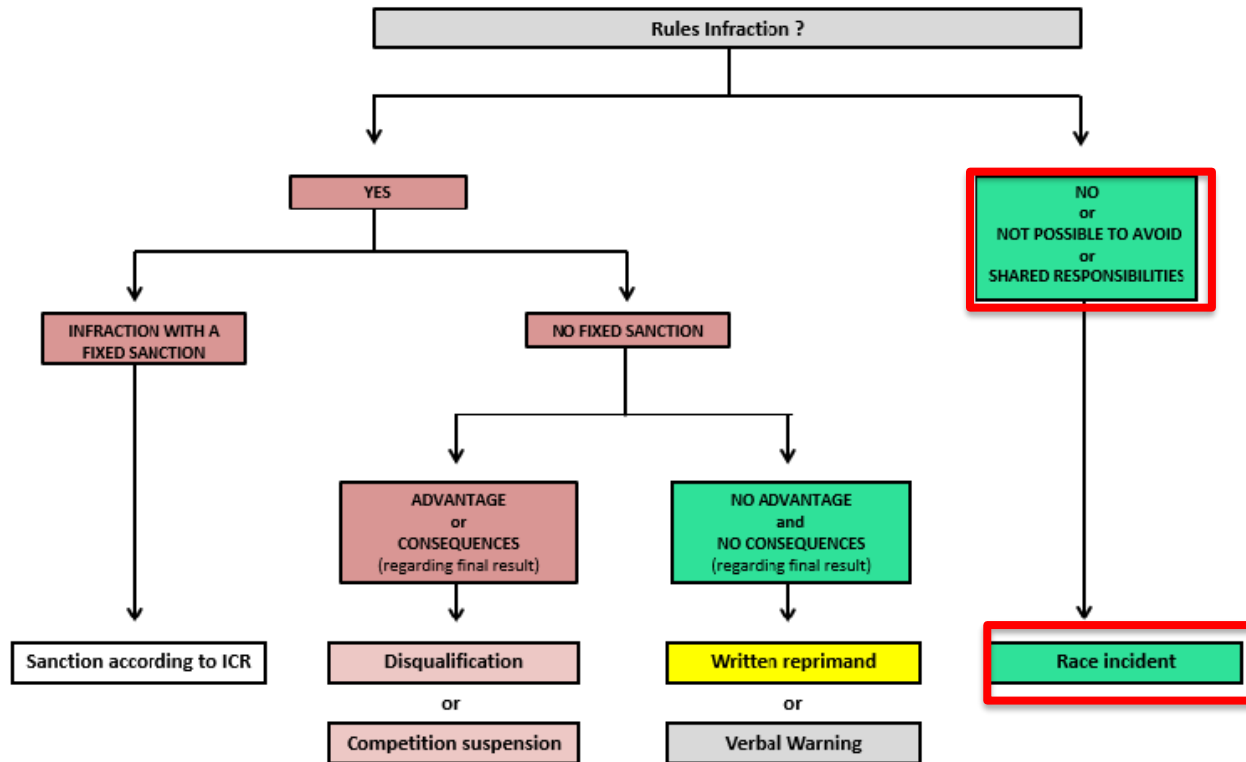 Rules Infraction ?
YES
NO
or
NOT POSSIBLE TO AVOID
or
SHARED RESPONSIBILITIES
INFRACTION WITH A
FIXED SANCTION
NO FIXED SANCTION
ADVANTAGE
or
CONSEQUENCES
(regarding final result)
NO ADVANTAGE
and
NO CONSEQUENCES
(regarding final result)
Sanction according to ICR
Disqualification
or
Competition suspension
Written reprimand
or
Verbal Warning
Race incident